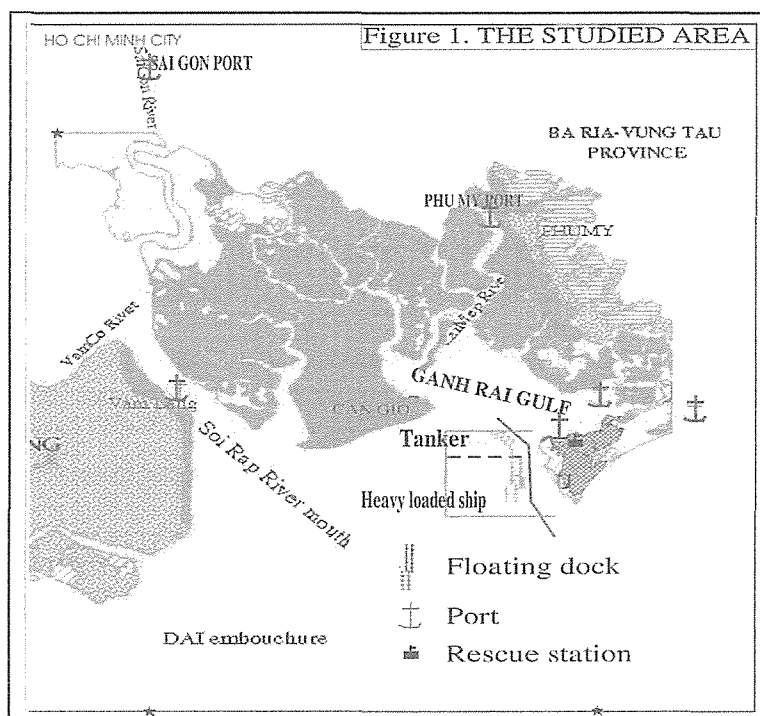 HO CHI MINH CITY
Figure 1. THE STUDIED AREA
SAI GON PORT
Saigon River
BA RIA-VUNG TAU
PROVINCE
PHU MY PORT
PHUMY
VamCo River
GANH RAI GULF
CAN GIO
Tanker
Soi Rap River mouth
Heavy loaded ship
Floating dock
Port
DAI embouchure
Rescue station